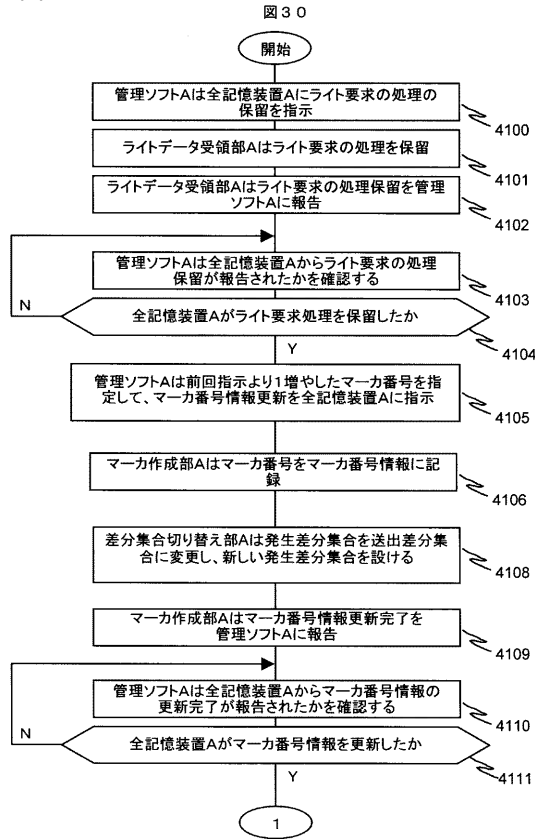 図30
開始
管理ソフトAは全記憶装置Aにライト要求の処理の
保留を指示
4100
ライトデータ受領部Aはライト要求の処理を保留
4101
ライトデータ受領部Aはライト要求の処理保留を管理
ソフトAに報告
4102
管理ソフトAは全記憶装置Aからライト要求の処理
保留が報告されたかを確認する
4103
N
全記憶装置Aがライト要求処理を保留したか
4104
Y
管理ソフトAは前回指示より1増やしたマーカ番号を指
定して、マーカ番号情報更新を全記憶装置Aに指示
4105
マーカ作成部Aはマーカ番号をマーカ番号情報に記
録
4106
差分集合切り替え部Aは発生差分集合を送出差分集
合に変更し、新しい発生差分集合を設ける
4108
マーカ作成部Aはマーカ番号情報更新完了を
管理ソフトAに報告
4109
管理ソフトAは全記憶装置Aからマーカ番号情報の
更新完了が報告されたかを確認する
4110
N
全記憶装置Aがマーカ番号情報を更新したか
4111
Y
1